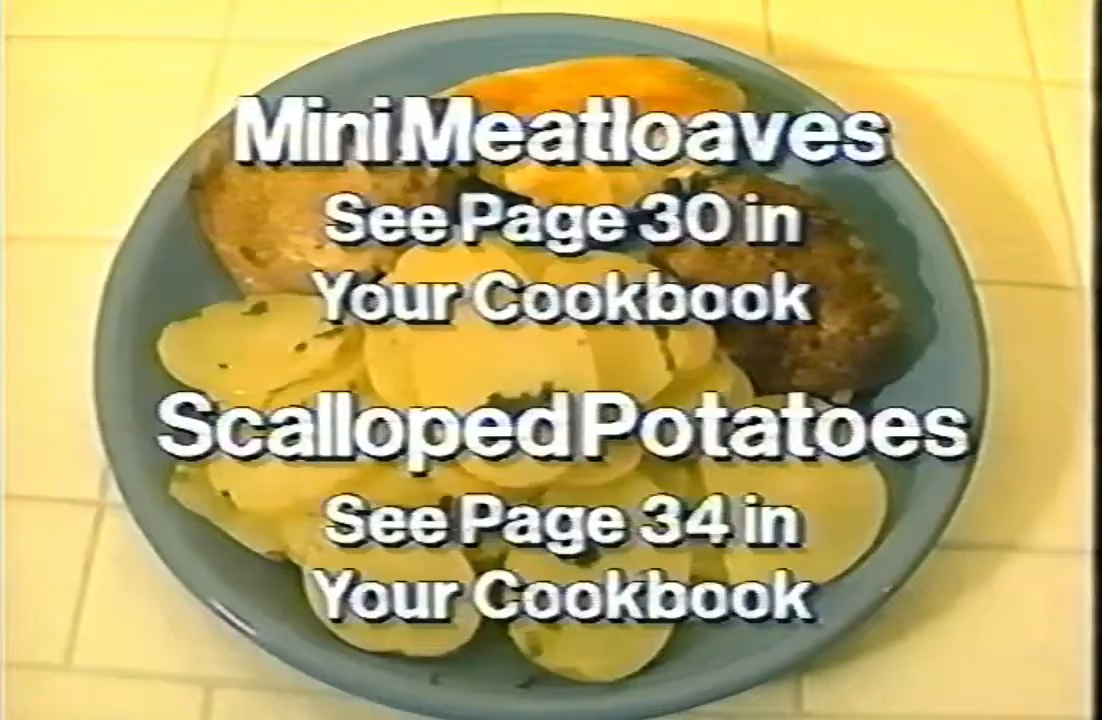 Mini Meatloaves
See Page 30 in
Your Cookbook
Scalloped Potatoes
See Page 34 in
Your Cookbook